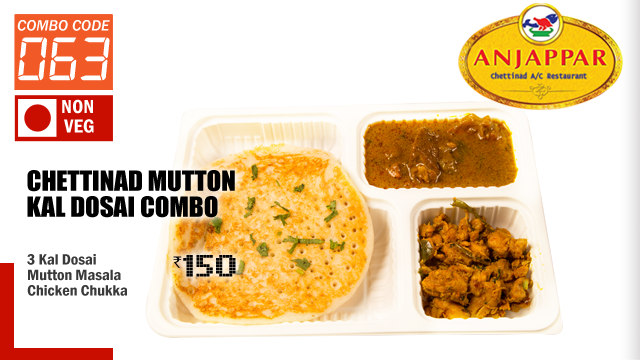 COMBO CODE
063
NON
VEG
ANJAPPAR
Chettinad A/C Restaurant
CHETTINAD MUTTON
KAL DOSAI COMBO
₹150
3 Kal Dosai
Mutton Masala
Chicken Chukka